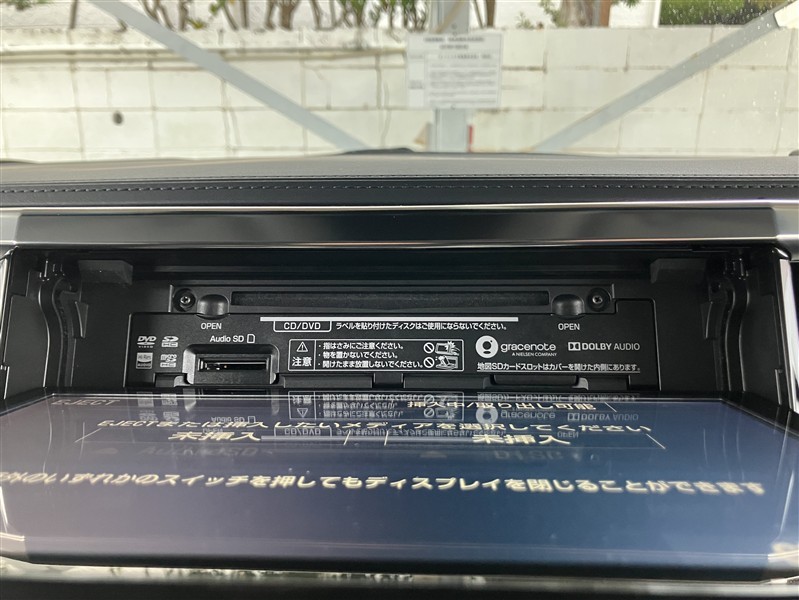 OPEN
OPEN
CD/DVD ラベルを貼り付けたディスクはご使用にならないでください。
DVD VIDEO
Audio SD
注意
・指はさみにご注意ください。
・物を置かないでください。
・開けたまま放置しないでください。
gracenote
A NIELSEN COMPANY
DOLBY AUDIO
地図SDカードスロットはカバーを開けた内側にあります。
EJECT
EJECTまたは挿入したいメディアを選択してください
未挿入
未挿入
のいずれかのスイッチを押してもディスプレイを閉じることができます